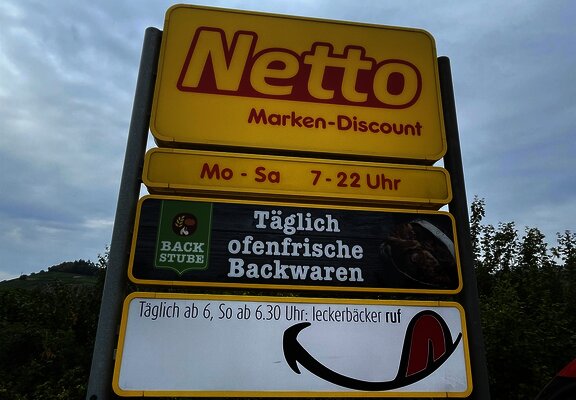 Netto
Marken-Discount
Mo - Sa 7 - 22 Uhr
BACK
STUBE
Täglich
ofenfrische
Backwaren
Täglich ab 6, So ab 6.30 Uhr: leckerbäcker ruf